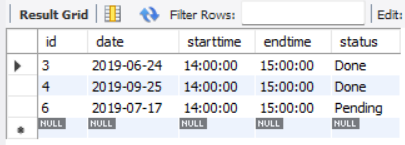 Result Grid Filter Rows: Edit:
id date starttime endtime status
3 2019-06-24 14:00:00 15:00:00 Done
4 2019-09-25 14:00:00 15:00:00 Done
6 2019-07-17 14:00:00 15:00:00 Pending
NULL NULL NULL NULL NULL